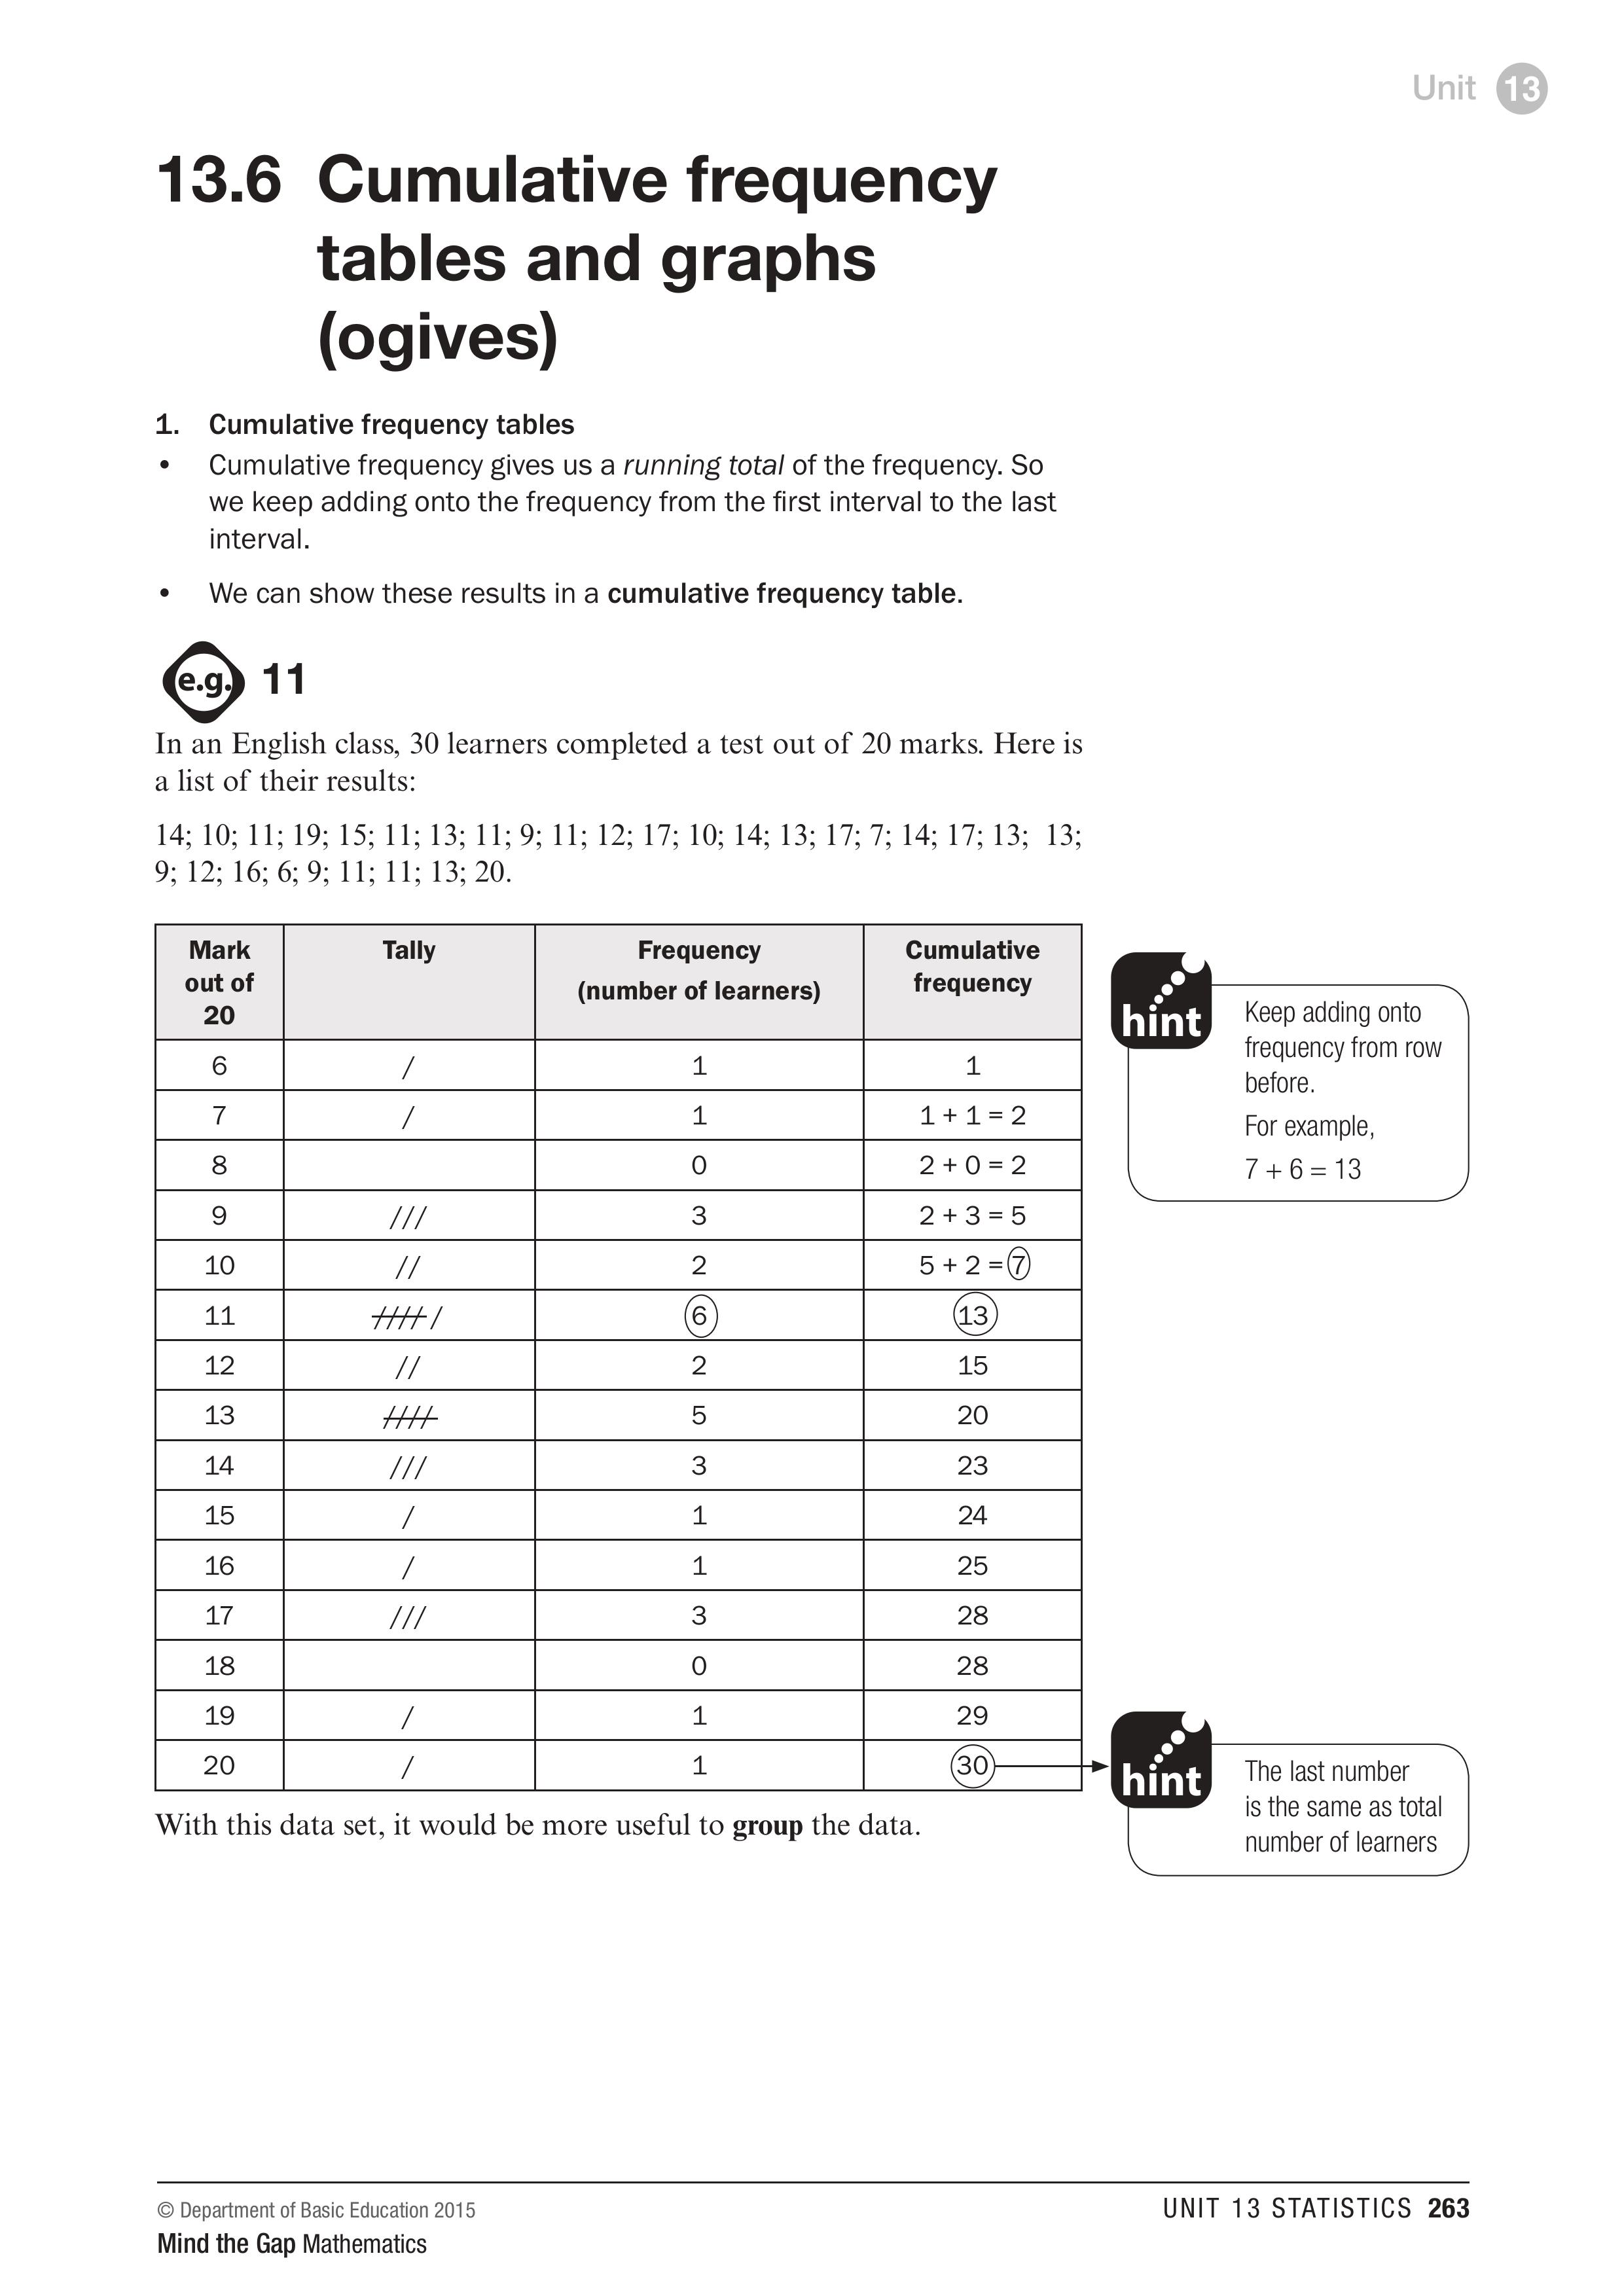 Unit 13
13.6 Cumulative frequency
tables and graphs
(ogives)
1. Cumulative frequency tables
• Cumulative frequency gives us a running total of the frequency. So
we keep adding onto the frequency from the first interval to the last
interval.
• We can show these results in a cumulative frequency table.
e.g. 11
In an English class, 30 learners completed a test out of 20 marks. Here is
a list of their results:
14; 10; 11; 19; 15; 11; 13; 11; 9; 11; 12; 17; 10; 14; 13; 17; 7; 14; 17; 13; 13;
9; 12; 16; 6; 9; 11; 11; 13; 20.
Mark Tally Frequency Cumulative
out of (number of learners) frequency
20
6 / 1 1
7 / 1 1 + 1 = 2
8 0 2 + 0 = 2
9 /// 3 2 + 3 = 5
10 // 2 5 + 2 = 7
11 //// / 6 13
12 // 2 15
13 //// 5 20
14 /// 3 23
15 / 1 24
16 / 1 25
17 /// 3 28
18 0 28
19 / 1 29
20 / 1 30
With this data set, it would be more useful to group the data.
hint
Keep adding onto
frequency from row
before.
For example,
7 + 6 = 13
hint
The last number
is the same as total
number of learners
© Department of Basic Education 2015
Mind the Gap Mathematics
UNIT 13 STATISTICS 263